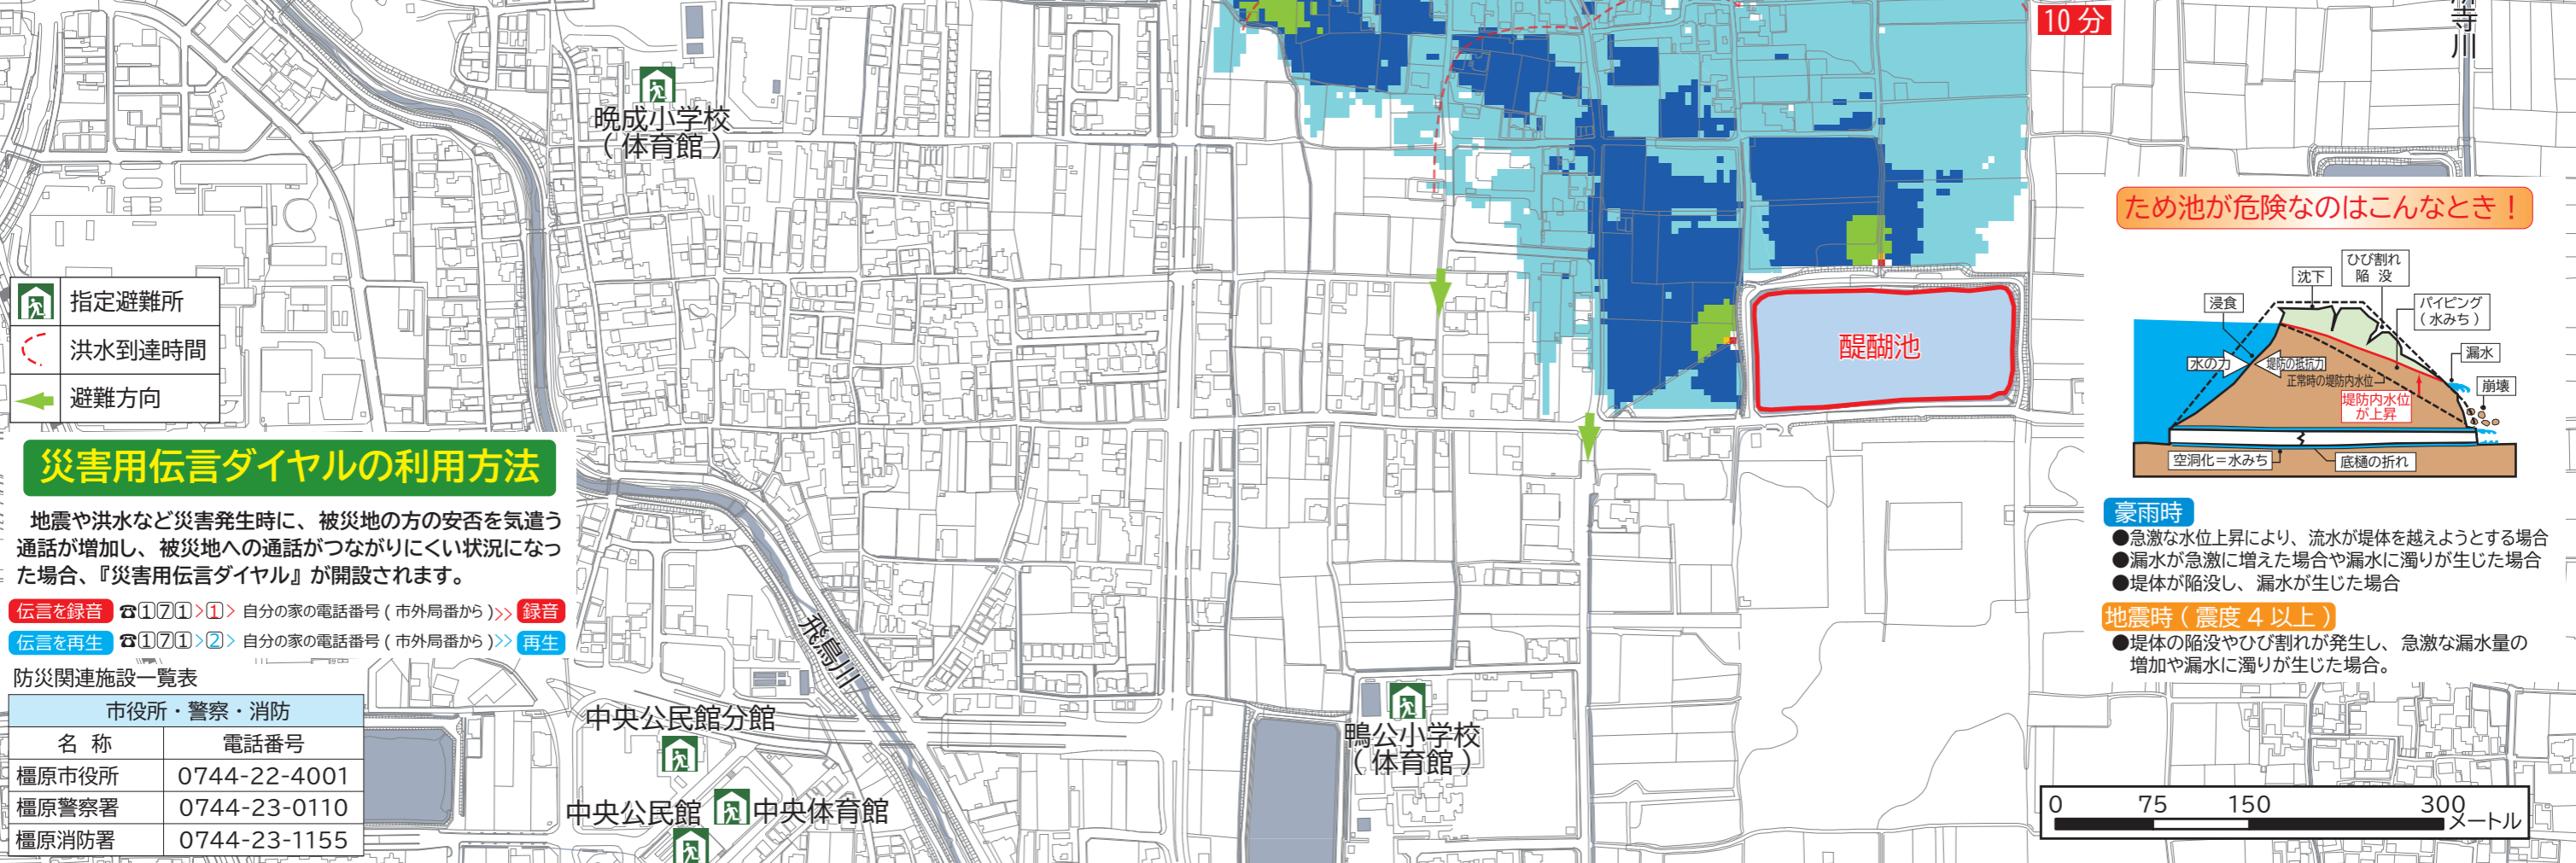 10 分
寺川
晩成小学校
（ 体育館 ）
指定避難所
洪水到達時間
避難方向
醍醐池
災害用伝言ダイヤルの利用方法
地震や洪水など災害発生時に、被災地の方の安否を気遣う
通話が増加し、被災地への通話がつながりにくい状況になっ
た場合、『災害用伝言ダイヤル』が開設されます。
伝言を録音 ☎171>1> 自分の家の電話番号 ( 市外局番から )>> 録音
伝言を再生 ☎171>2> 自分の家の電話番号 ( 市外局番から )>> 再生
防災関連施設一覧表
市役所・警察・消防
名 称 電話番号
橿原市役所 0744-22-4001
橿原警察署 0744-23-0110
橿原消防署 0744-23-1155
飛鳥川
中央公民館分館
中央公民館
中央体育館
鴨公小学校
（ 体育館 ）
ため池が危険なのはこんなとき！
ひび割れ
陥 没
沈下
浸食
パイピング
（ 水みち ）
漏水
水の力
堤防の抵抗力
正常時の堤防内水位
崩壊
堤防内水位
が上昇
空洞化＝水みち
底樋の折れ
豪雨時
●急激な水位上昇により、流水が堤体を越えようとする場合
●漏水が急激に増えた場合や漏水に濁りが生じた場合
●堤体が陥没し、漏水が生じた場合
地震時 ( 震度 4 以上 )
●堤体の陥没やひび割れが発生し、急激な漏水量の
増加や漏水に濁りが生じた場合。
0 75 150 300
メートル